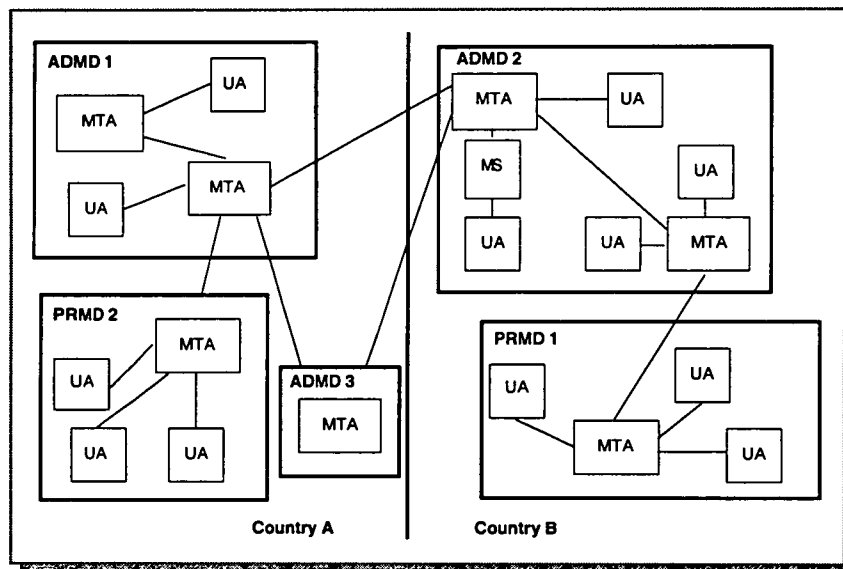 ADMD 1
UA
MTA
MTA
UA
ADMD 2
MTA
UA
MS
UA
UA
UA
MTA
PRMD 2
MTA
UA
UA
UA
ADMD 3
MTA
PRMD 1
UA
UA
MTA
UA
Country A
Country B